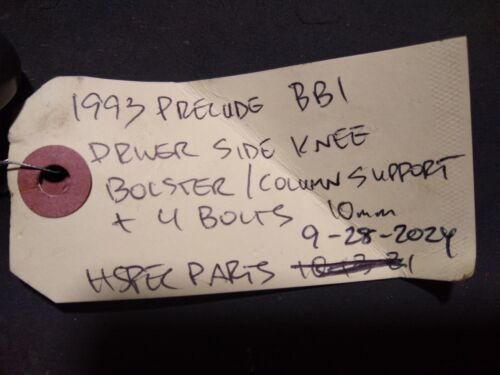 1993 PRELUDE BB1
DRIVER SIDE KNEE
BOLSTER / COLUMN SUPPORT
+ 4 BOLTS 10mm
9-28-2024
HSPEC PARTS